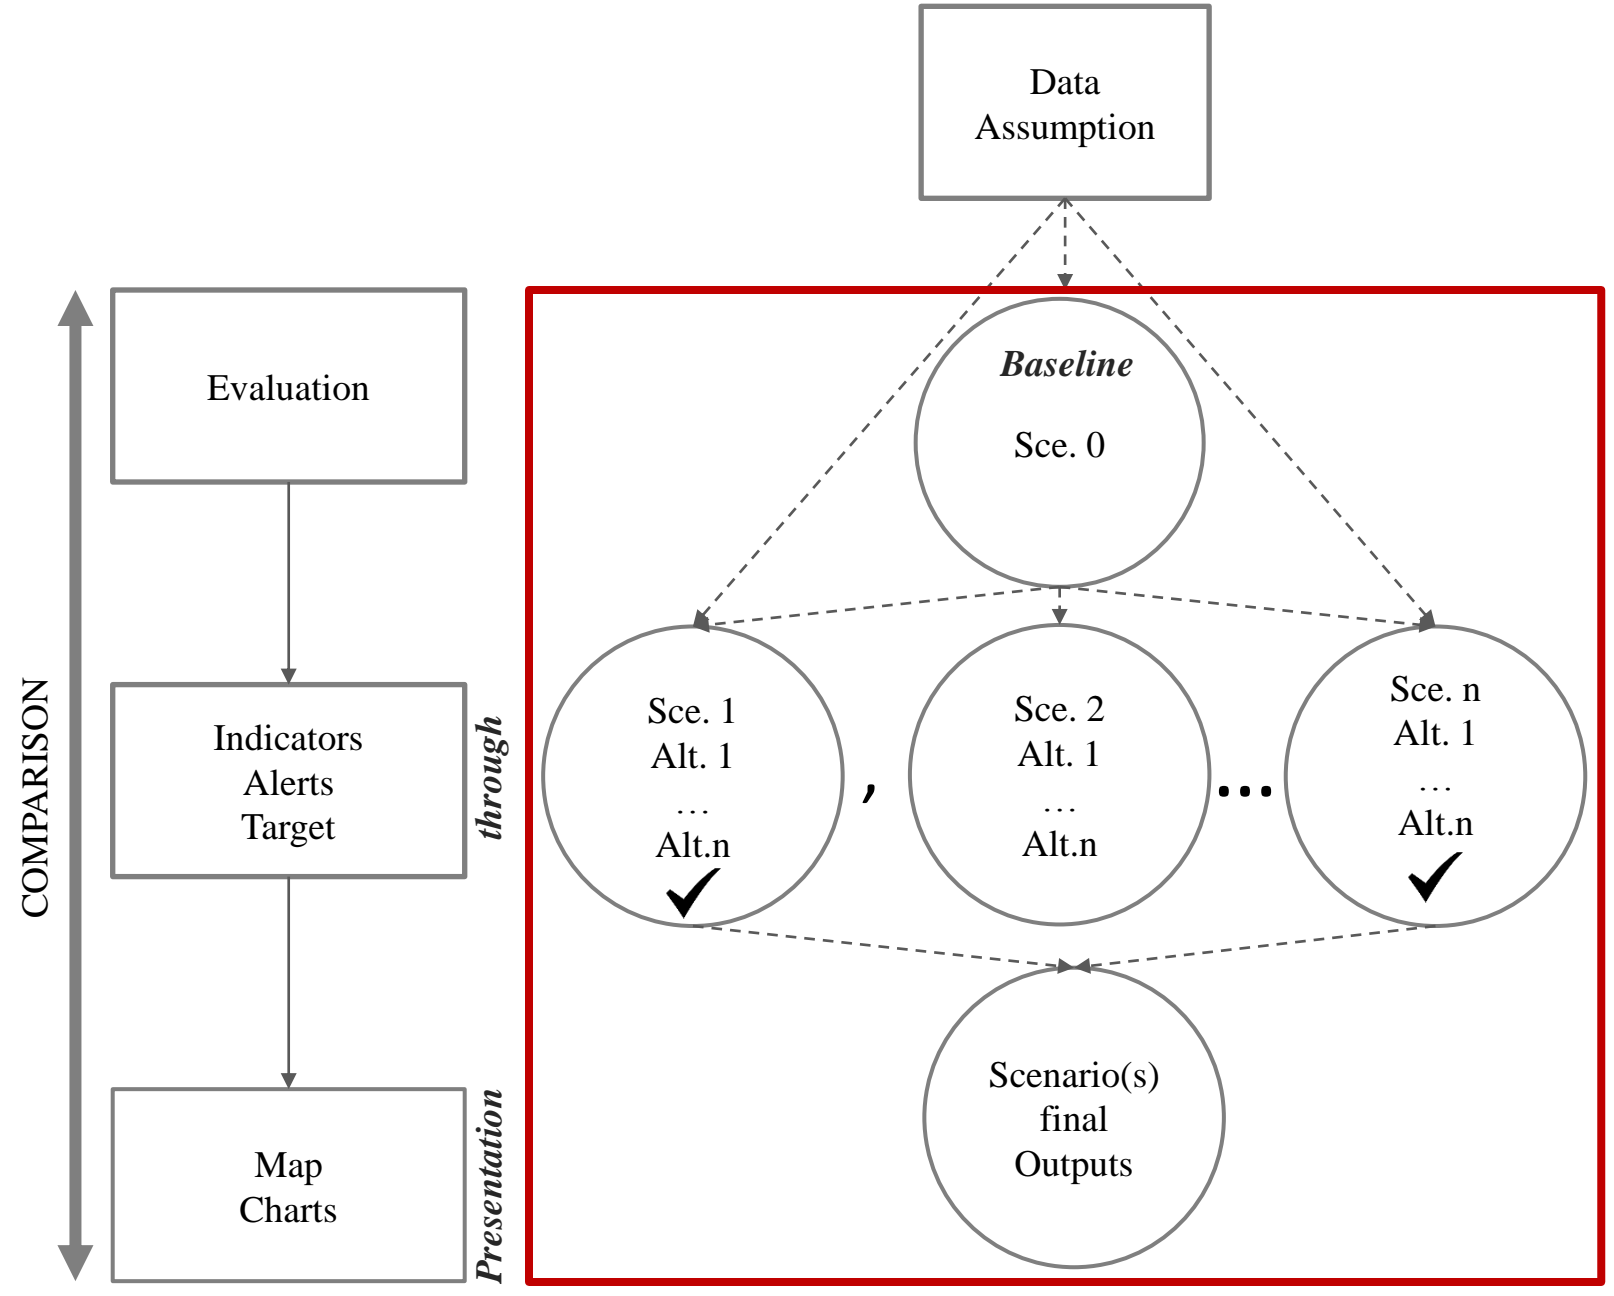 Data
Assumption
COMPARISON
Evaluation
Indicators
Alerts
Target
through
Map
Charts
Presentation
Baseline
Sce. 0
Sce. 1
Alt. 1
…
Alt.n
,
Sce. 2
Alt. 1
…
Alt.n
...
Sce. n
Alt. 1
…
Alt.n
Scenario(s)
final
Outputs